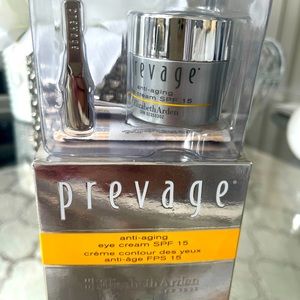 prevage®
anti-aging
eye cream SPF 15
Elizabeth Arden
prevage®
anti-aging
eye cream SPF 15
crème contour des yeux
anti-âge FPS 15
Elizabeth Arden